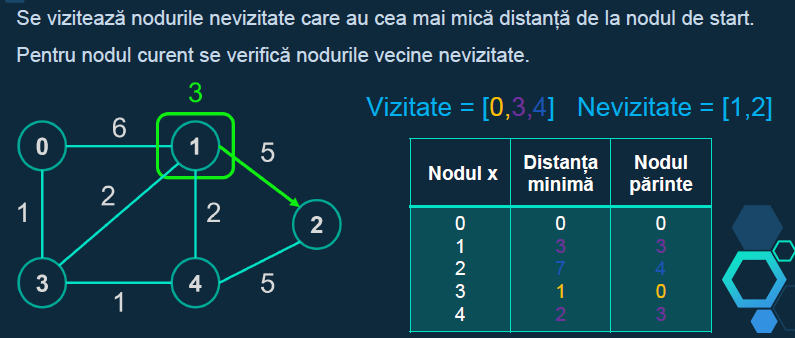 Se vizitează nodurile nevizitate care au cea mai mică distanță de la nodul de start.
Pentru nodul curent se verifică nodurile vecine nevizitate.
3
Vizitate = [0,3,4] Nevizitate = [1,2]
0 6 1 5
1 2 2 2
3 1 4 5
Nodul x Distanța minimă Nodul părinte
0 0 0
1 3 3
2 7 4
3 1 0
4 2 3